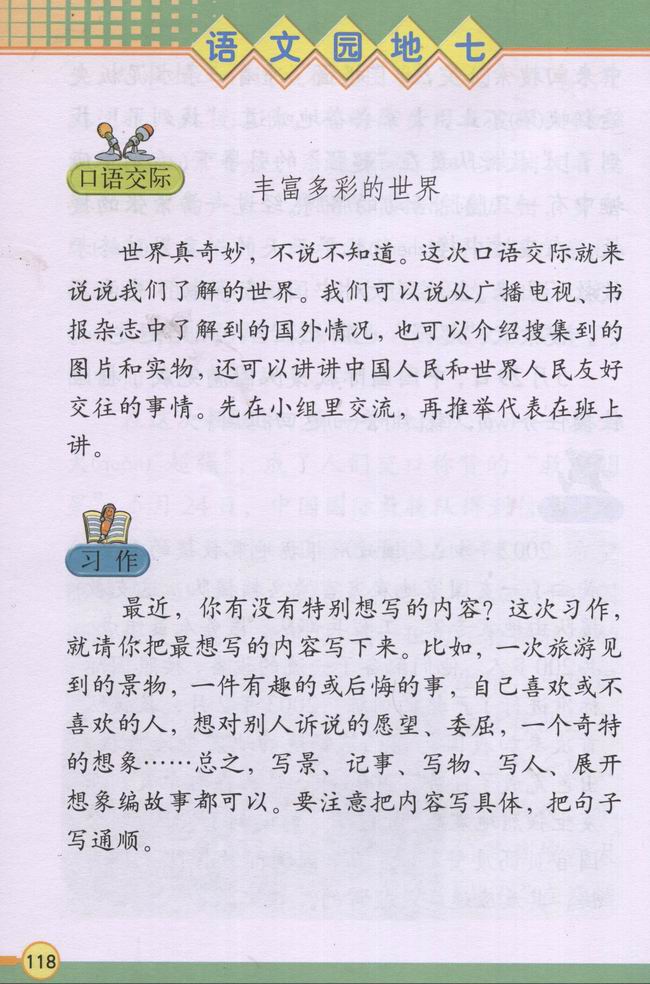 语文园地七
口语交际
丰富多彩的世界
世界真奇妙，不说不知道。这次口语交际就来
说说我们了解的世界。我们可以说从广播电视、书
报杂志中了解到的国外情况，也可以介绍搜集到的
图片和实物，还可以讲讲中国人民和世界人民友好
交往的事情。先在小组里交流，再推举代表在班上
讲。
习作
最近，你有没有特别想写的内容？这次习作，
就请你把最想写的内容写下来。比如，一次旅游见
到的景物，一件有趣的或后悔的事，自己喜欢或不
喜欢的人，想对别人诉说的愿望、委屈，一个奇特
的想象……总之，写景、记事、写物、写人、展开
想象编故事都可以。要注意把内容写具体，把句子
写通顺。
118